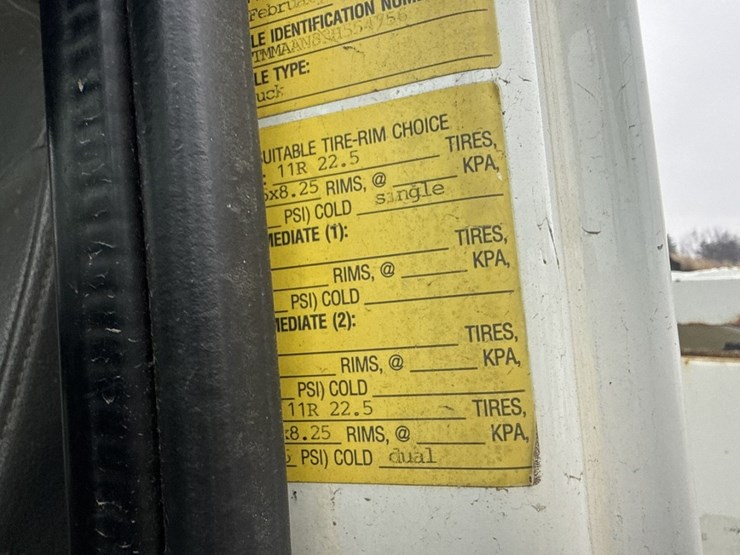 Februa
LE IDENTIFICATION NUM
LE TYPE:
uck
UITABLE TIRE-RIM CHOICE
11R 22.5 TIRES,
x8.25 RIMS, @ KPA,
PSI) COLD single
MEDIATE (1):
TIRES,
RIMS, @ KPA,
PSI) COLD
MEDIATE (2):
TIRES,
RIMS, @ KPA,
PSI) COLD
11R 22.5 TIRES,
x8.25 RIMS, @ KPA,
PSI) COLD dual